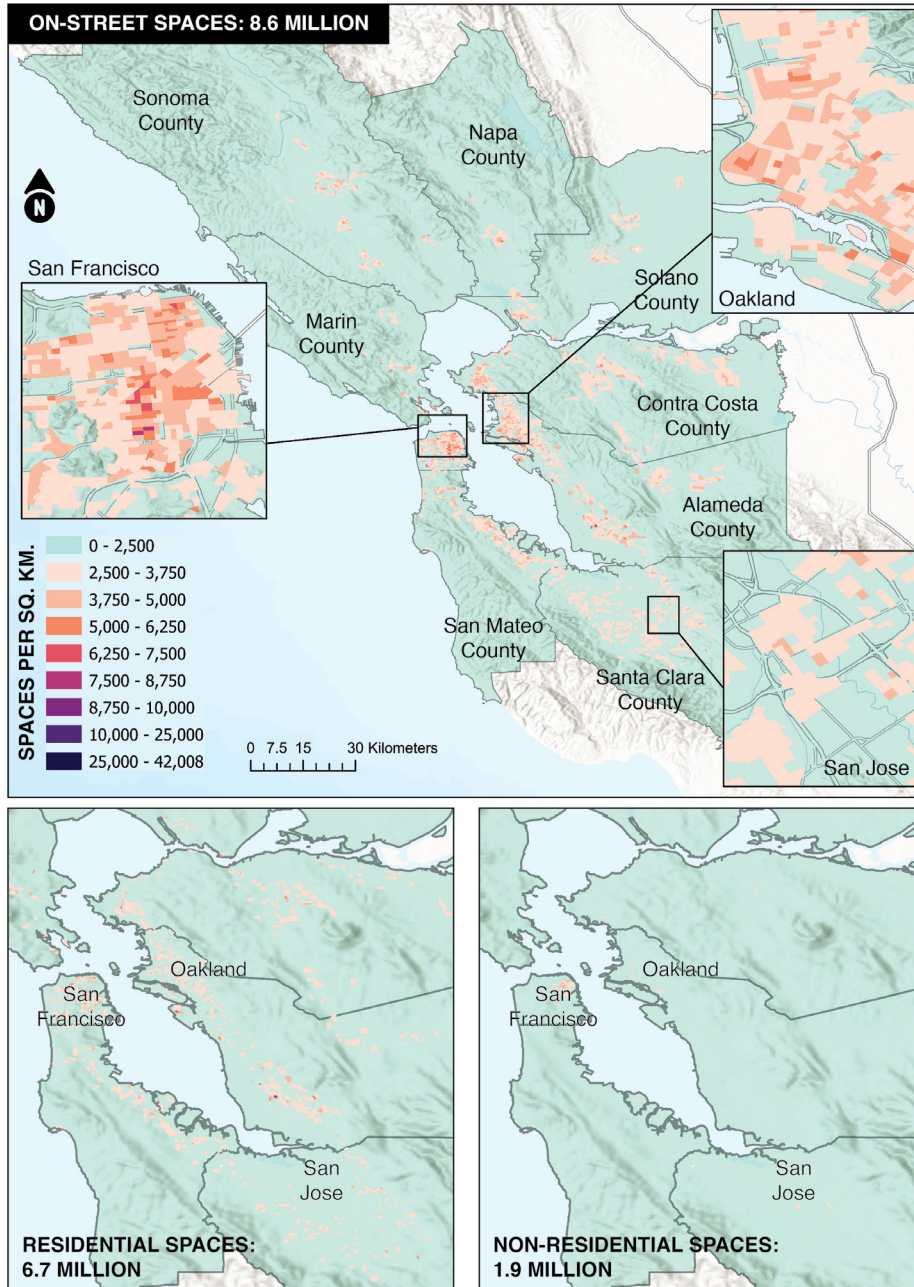 ON-STREET SPACES: 8.6 MILLION
Sonoma
County
Napa
County
N
San Francisco
Solano
County
Oakland
Marin
County
Contra Costa
County
Alameda
County
San Mateo
County
Santa Clara
County
San Jose
SPACES PER SQ. KM.
0 - 2,500
2,500 - 3,750
3,750 - 5,000
5,000 - 6,250
6,250 - 7,500
7,500 - 8,750
8,750 - 10,000
10,000 - 25,000
25,000 - 42,008
0 7.5 15 30 Kilometers
Oakland
San
Francisco
San
Jose
RESIDENTIAL SPACES:
6.7 MILLION
Oakland
San
Francisco
San
Jose
NON-RESIDENTIAL SPACES:
1.9 MILLION